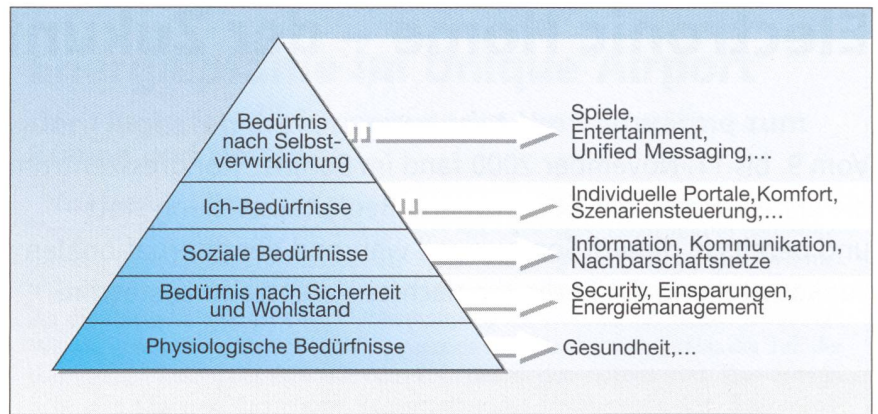 Bedürfnis
nach Selbst-
verwirklichung
Spiele,
Entertainment,
Unified Messaging,...
Ich-Bedürfnisse
Individuelle Portale,Komfort,
Szenariensteuerung,...
Soziale Bedürfnisse
Information, Kommunikation,
Nachbarschaftsnetze
Bedürfnis nach Sicherheit
und Wohlstand
Security, Einsparungen,
Energiemanagement
Physiologische Bedürfnisse
Gesundheit,...